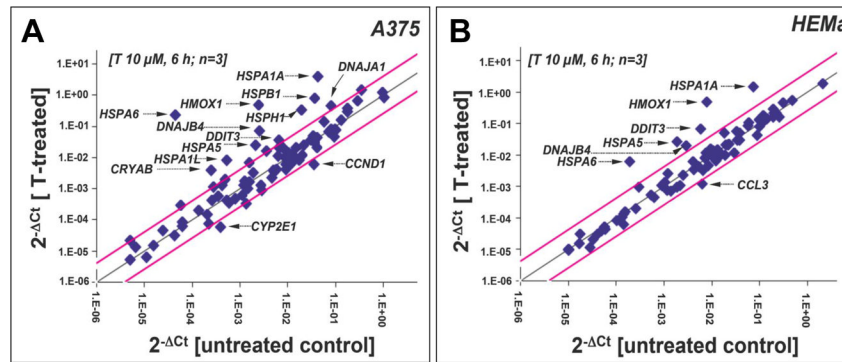 A
A375
[T 10 µM, 6 h; n=3]
HSPA1A
DNAJA1
HSPB1
HMOX1
HSPH1
HSPA6
DNAJB4
DDIT3
HSPA5
HSPA1L
CRYAB
CCND1
CYP2E1
2-ΔCt [ T-treated]
1.E+01
1.E+00
1.E-01
1.E-02
1.E-03
1.E-04
1.E-05
1.E-06
1.E-06
1.E-05
1.E-04
1.E-03
1.E-02
1.E-01
1.E+00
2-ΔCt [untreated control]
B
HEMa
[T 10 µM, 6 h; n=3]
HSPA1A
HMOX1
DDIT3
HSPA5
DNAJB4
HSPA6
CCL3
2-ΔCt [T-treated]
1.E+01
1.E+00
1.E-01
1.E-02
1.E-03
1.E-04
1.E-05
1.E-06
1.E-06
1.E-05
1.E-04
1.E-03
1.E-02
1.E-01
1.E+00
2-ΔCt [untreated control]